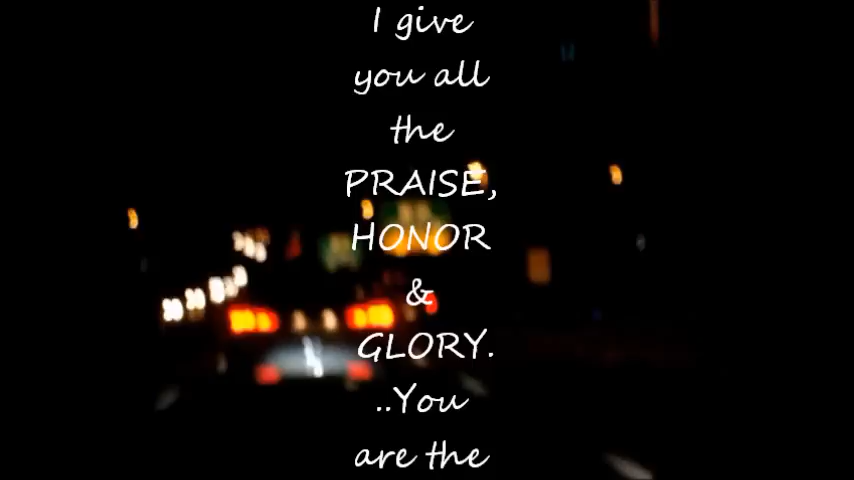 I give
you all
the
PRAISE,
HONOR
&
GLORY.
..You
are the